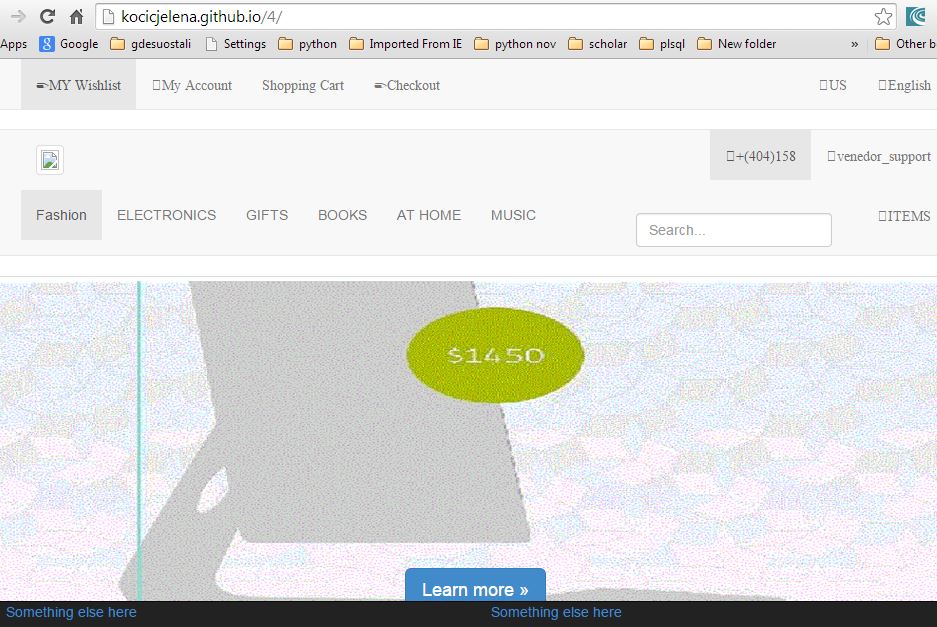 kocicjelena.github.io/4/
Apps Google gdesuostali Settings python Imported From IE python nov scholar plsql New folder » Other b
MY Wishlist My Account Shopping Cart Checkout US English
+(404)158 venedor_support
Fashion ELECTRONICS GIFTS BOOKS AT HOME MUSIC Search... ITEMS
$1450
Learn more »
Something else here Something else here